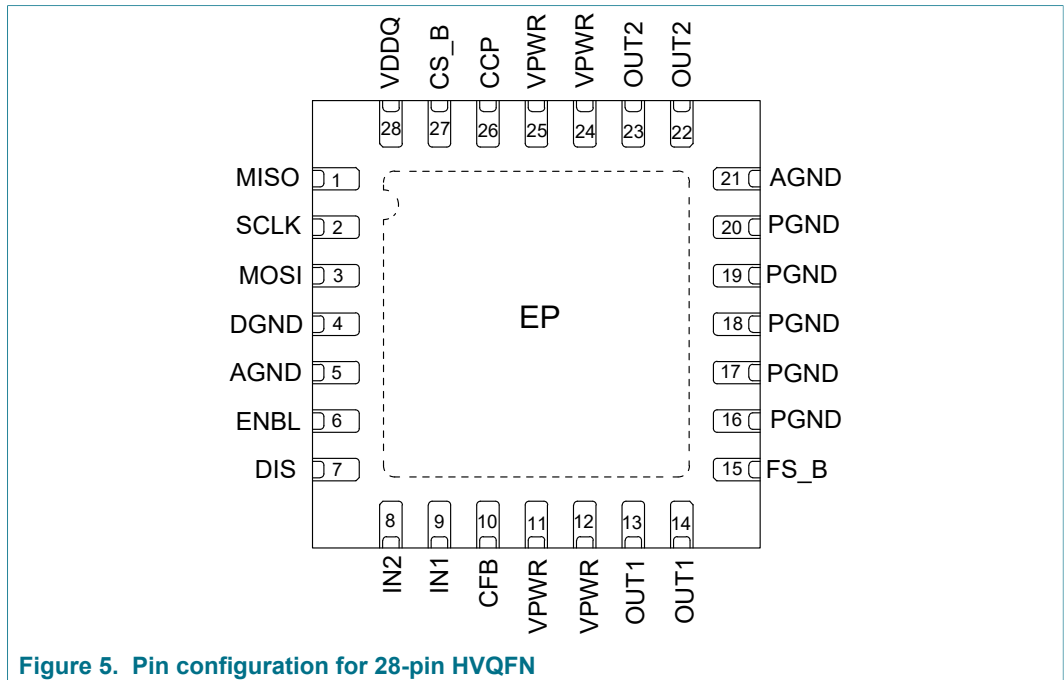 VDDQ
CS_B
CCP
VPWR
VPWR
OUT2
OUT2
28
27
26
25
24
23
22
MISO 1
SCLK 2
MOSI 3
DGND 4
AGND 5
ENBL 6
DIS 7
EP
21 AGND
20 PGND
19 PGND
18 PGND
17 PGND
16 PGND
15 FS_B
8
9
10
11
12
13
14
IN2
IN1
CFB
VPWR
VPWR
OUT1
OUT1
Figure 5. Pin configuration for 28-pin HVQFN